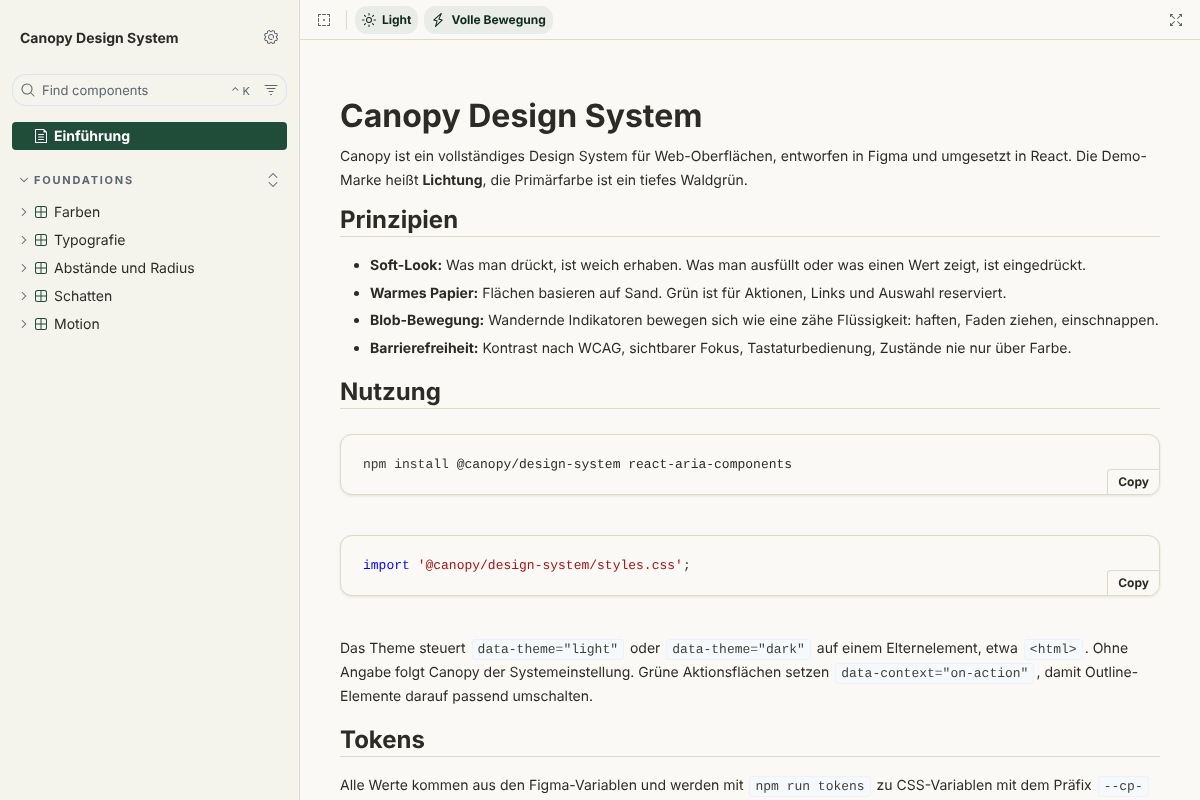 Canopy Design System
Find components
^ K
Einführung
FOUNDATIONS
Farben
Typografie
Abstände und Radius
Schatten
Motion
Light
Volle Bewegung
Canopy Design System
Canopy ist ein vollständiges Design System für Web-Oberflächen, entworfen in Figma und umgesetzt in React. Die Demo-
Marke heißt Lichtung, die Primärfarbe ist ein tiefes Waldgrün.
Prinzipien
• Soft-Look: Was man drückt, ist weich erhaben. Was man ausfüllt oder was einen Wert zeigt, ist eingedrückt.
• Warmes Papier: Flächen basieren auf Sand. Grün ist für Aktionen, Links und Auswahl reserviert.
• Blob-Bewegung: Wandernde Indikatoren bewegen sich wie eine zähe Flüssigkeit: haften, Faden ziehen, einschnappen.
• Barrierefreiheit: Kontrast nach WCAG, sichtbarer Fokus, Tastaturbedienung, Zustände nie nur über Farbe.
Nutzung
npm install @canopy/design-system react-aria-components
Copy
import '@canopy/design-system/styles.css';
Copy
Das Theme steuert data-theme="light" oder data-theme="dark" auf einem Elternelement, etwa <html>. Ohne
Angabe folgt Canopy der Systemeinstellung. Grüne Aktionsflächen setzen data-context="on-action", damit Outline-
Elemente darauf passend umschalten.
Tokens
Alle Werte kommen aus den Figma-Variablen und werden mit npm run tokens zu CSS-Variablen mit dem Präfix --cp-